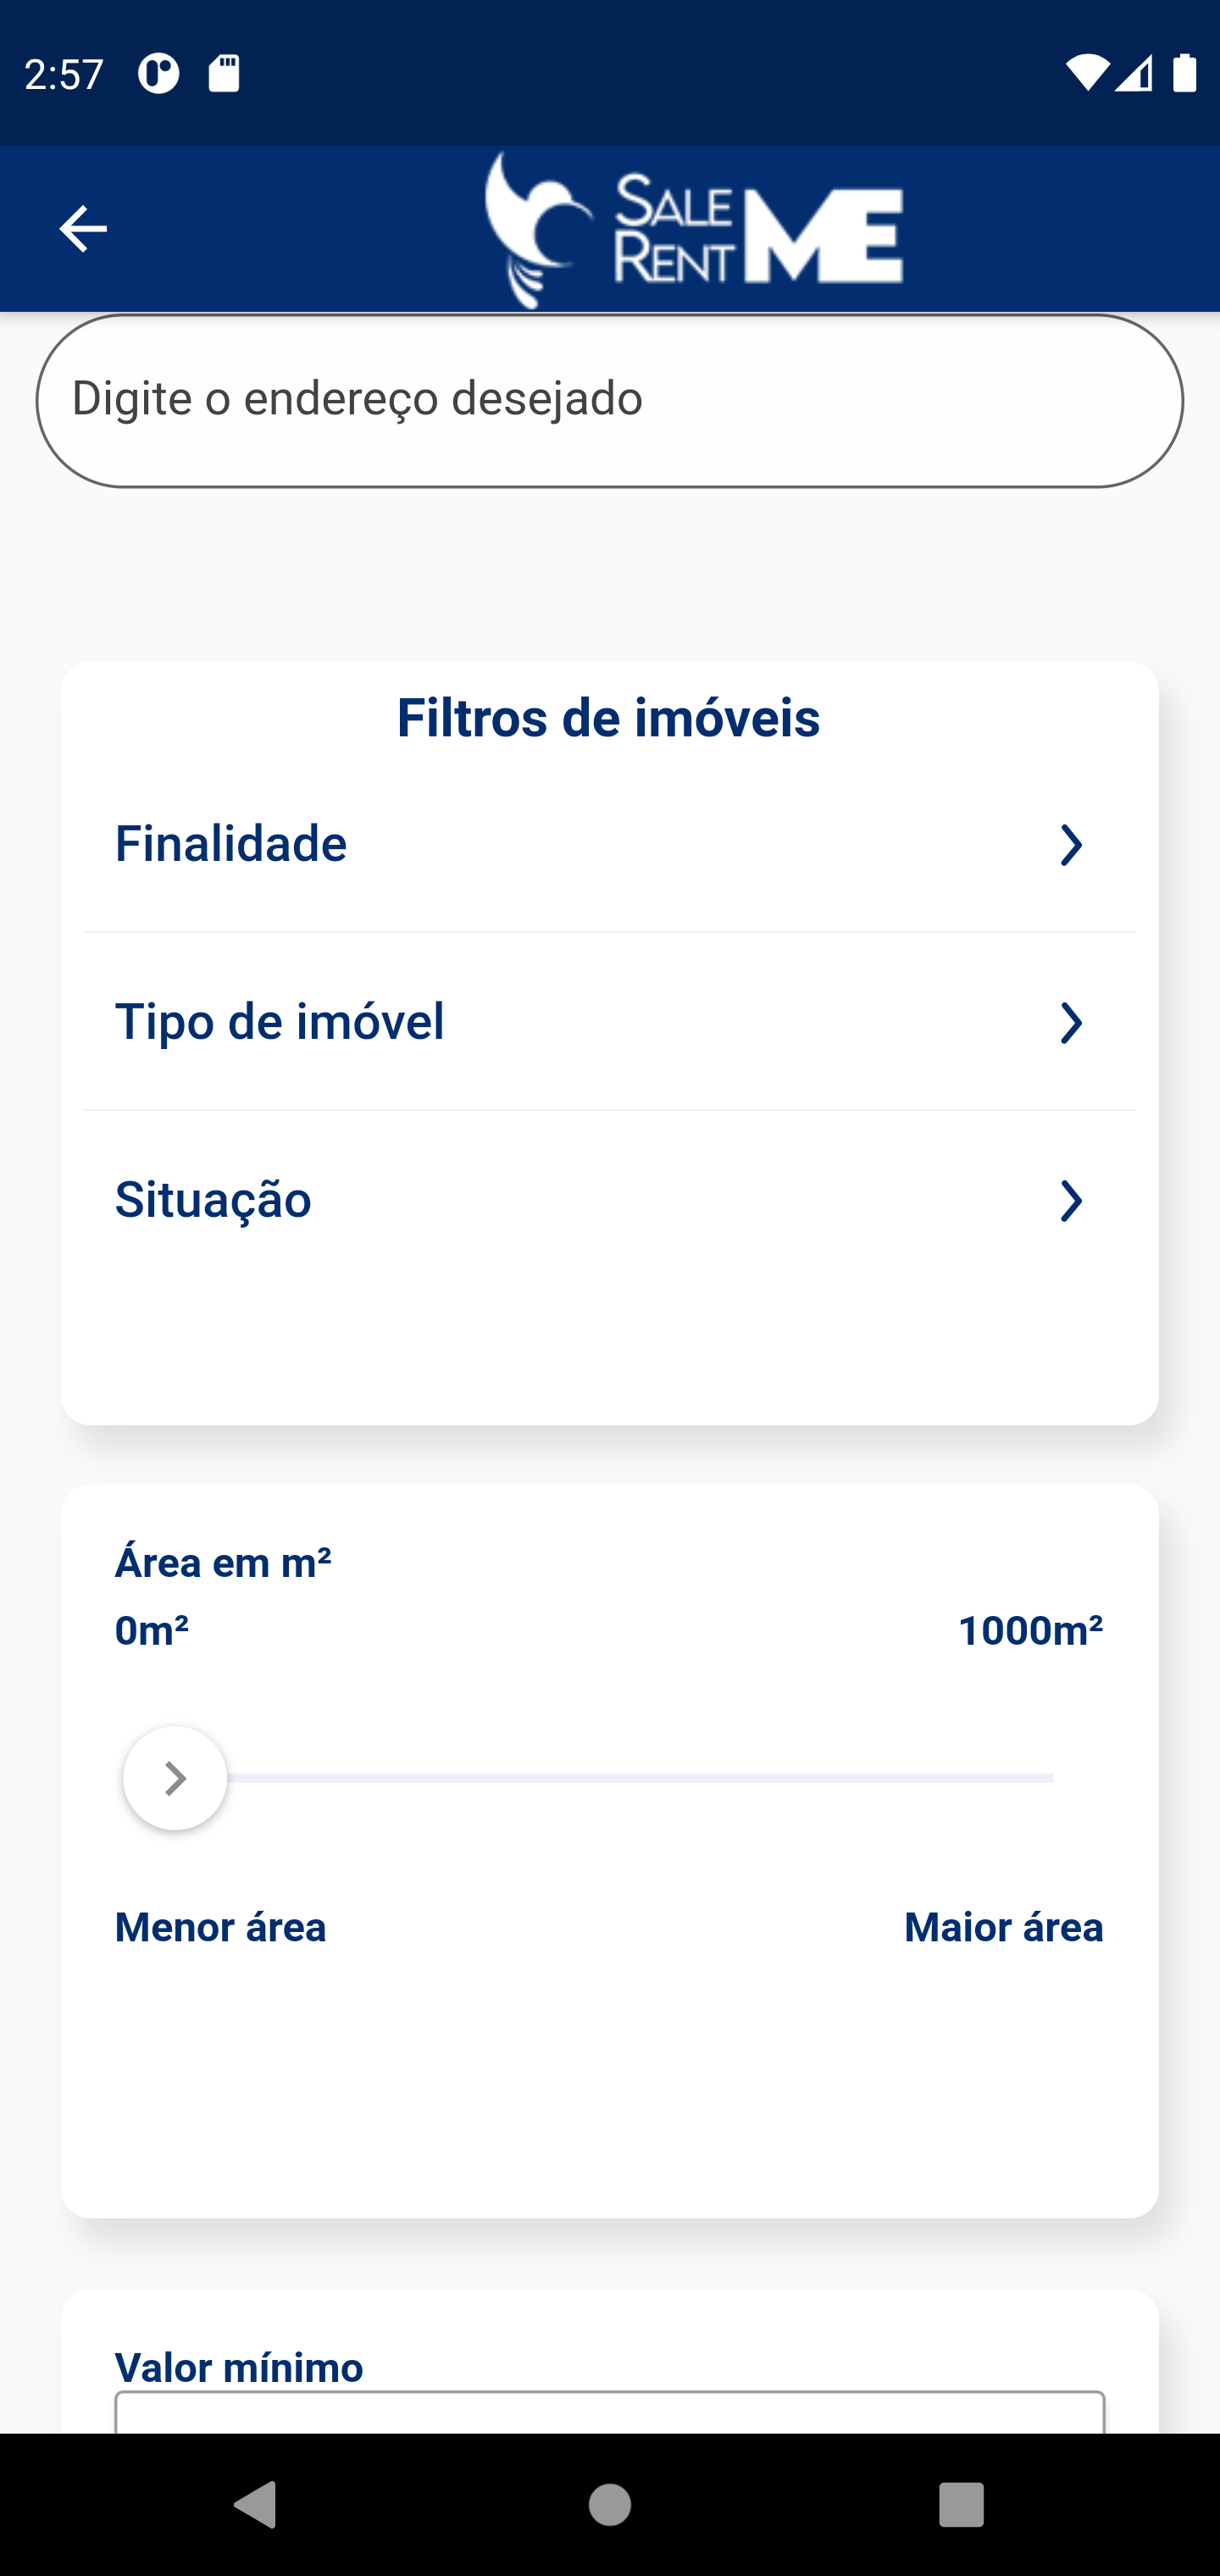 2:57
SALE
RENT ME
Digite o endereço desejado
Filtros de imóveis
Finalidade
Tipo de imóvel
Situação
Área em m²
0m² 1000m²
Menor área Maior área
Valor mínimo